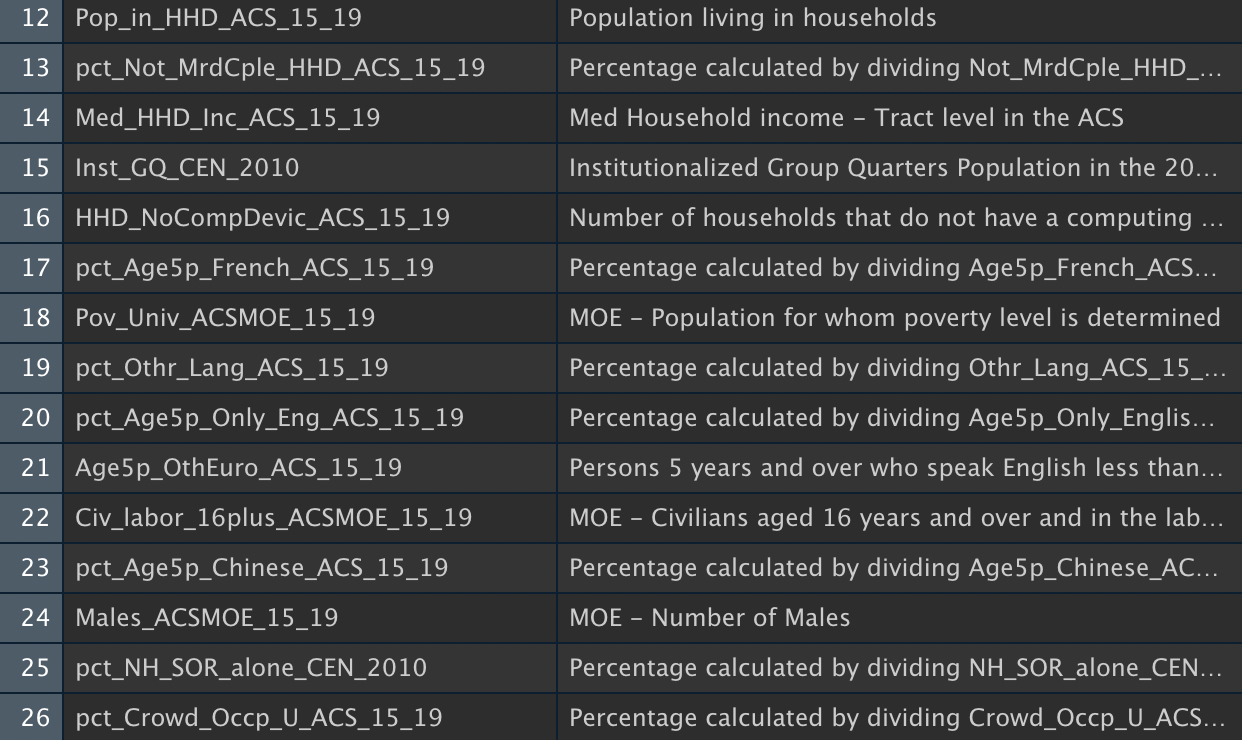 12 Pop_in_HHD_ACS_15_19 Population living in households
13 pct_Not_MrdCple_HHD_ACS_15_19 Percentage calculated by dividing Not_MrdCple_HHD_...
14 Med_HHD_Inc_ACS_15_19 Med Household income – Tract level in the ACS
15 Inst_GQ_CEN_2010 Institutionalized Group Quarters Population in the 20...
16 HHD_NoCompDevic_ACS_15_19 Number of households that do not have a computing ...
17 pct_Age5p_French_ACS_15_19 Percentage calculated by dividing Age5p_French_ACS...
18 Pov_Univ_ACSMOE_15_19 MOE – Population for whom poverty level is determined
19 pct_Othr_Lang_ACS_15_19 Percentage calculated by dividing Othr_Lang_ACS_15_...
20 pct_Age5p_Only_Eng_ACS_15_19 Percentage calculated by dividing Age5p_Only_Englis...
21 Age5p_OthEuro_ACS_15_19 Persons 5 years and over who speak English less than...
22 Civ_labor_16plus_ACSMOE_15_19 MOE – Civilians aged 16 years and over and in the lab...
23 pct_Age5p_Chinese_ACS_15_19 Percentage calculated by dividing Age5p_Chinese_AC...
24 Males_ACSMOE_15_19 MOE – Number of Males
25 pct_NH_SOR_alone_CEN_2010 Percentage calculated by dividing NH_SOR_alone_CEN...
26 pct_Crowd_Occp_U_ACS_15_19 Percentage calculated by dividing Crowd_Occp_U_ACS...